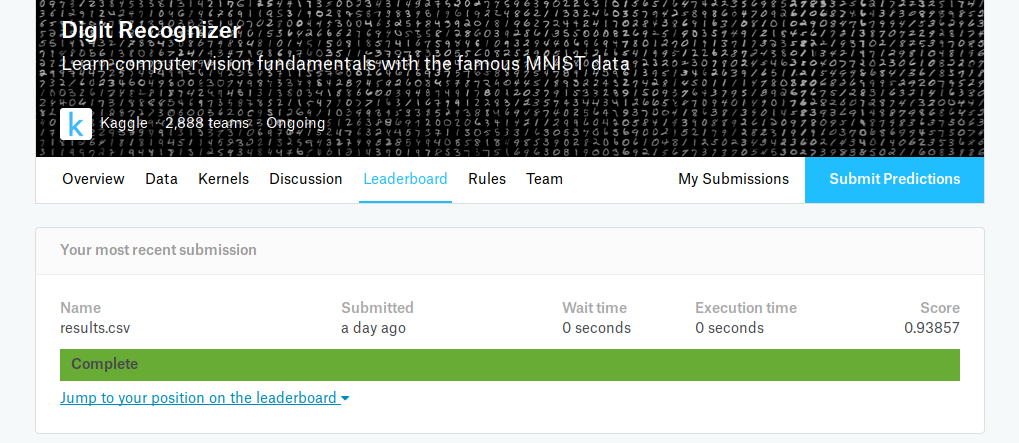 Digit Recognizer
Learn computer vision fundamentals with the famous MNIST data
k Kaggle · 2,888 teams · Ongoing
Overview Data Kernels Discussion Leaderboard Rules Team My Submissions Submit Predictions
Your most recent submission
Name Submitted Wait time Execution time Score
results.csv a day ago 0 seconds 0 seconds 0.93857
Complete
Jump to your position on the leaderboard